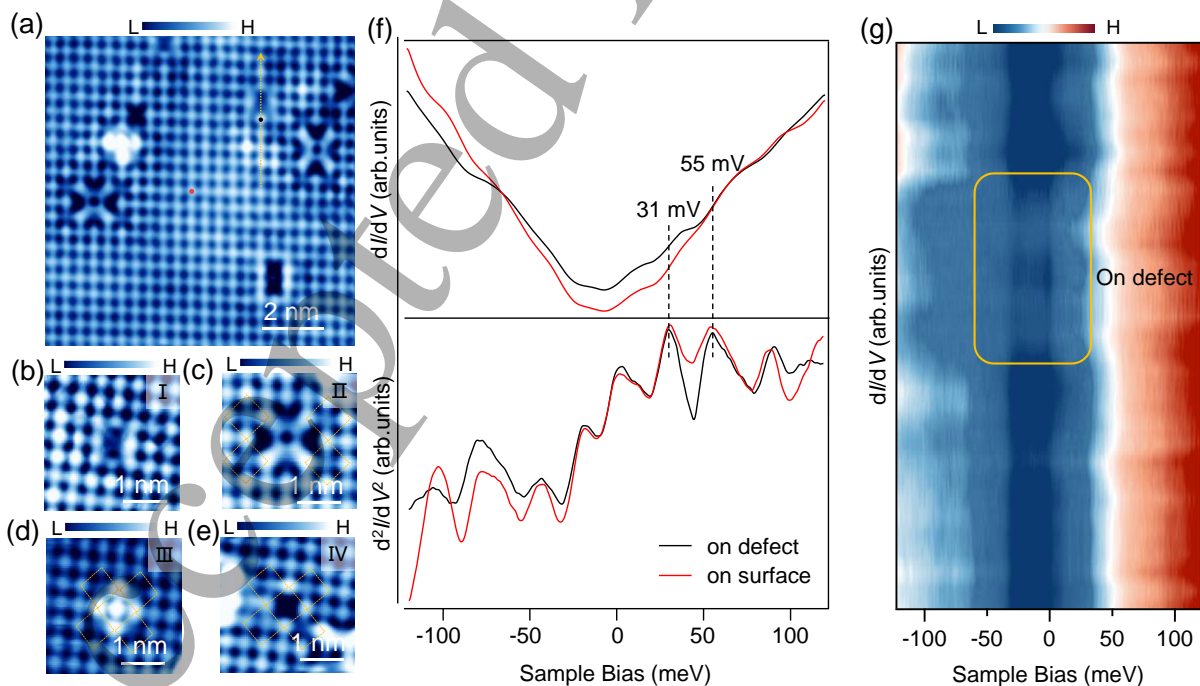 (a)
L H
2 nm
(b)
L H
I
1 nm
(c)
L H
II
1 nm
(d)
L H
III
1 nm
(e)
L H
IV
1 nm
(f)
dI/dV (arb.units)
31 mV
55 mV
d²I/dV² (arb.units)
on defect
on surface
-100 -50 0 50 100
Sample Bias (meV)
(g)
L H
dI/dV (arb.units)
On defect
-100 -50 0 50 100
Sample Bias (meV)